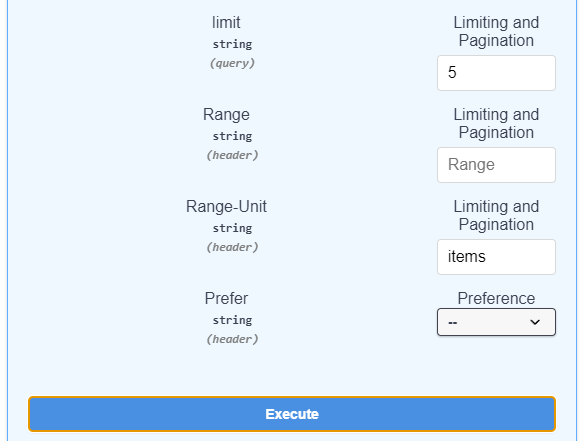 limit
string
(query)
Limiting and
Pagination
5
Range
string
(header)
Limiting and
Pagination
Range
Range-Unit
string
(header)
Limiting and
Pagination
items
Prefer
string
(header)
Preference
--
Execute